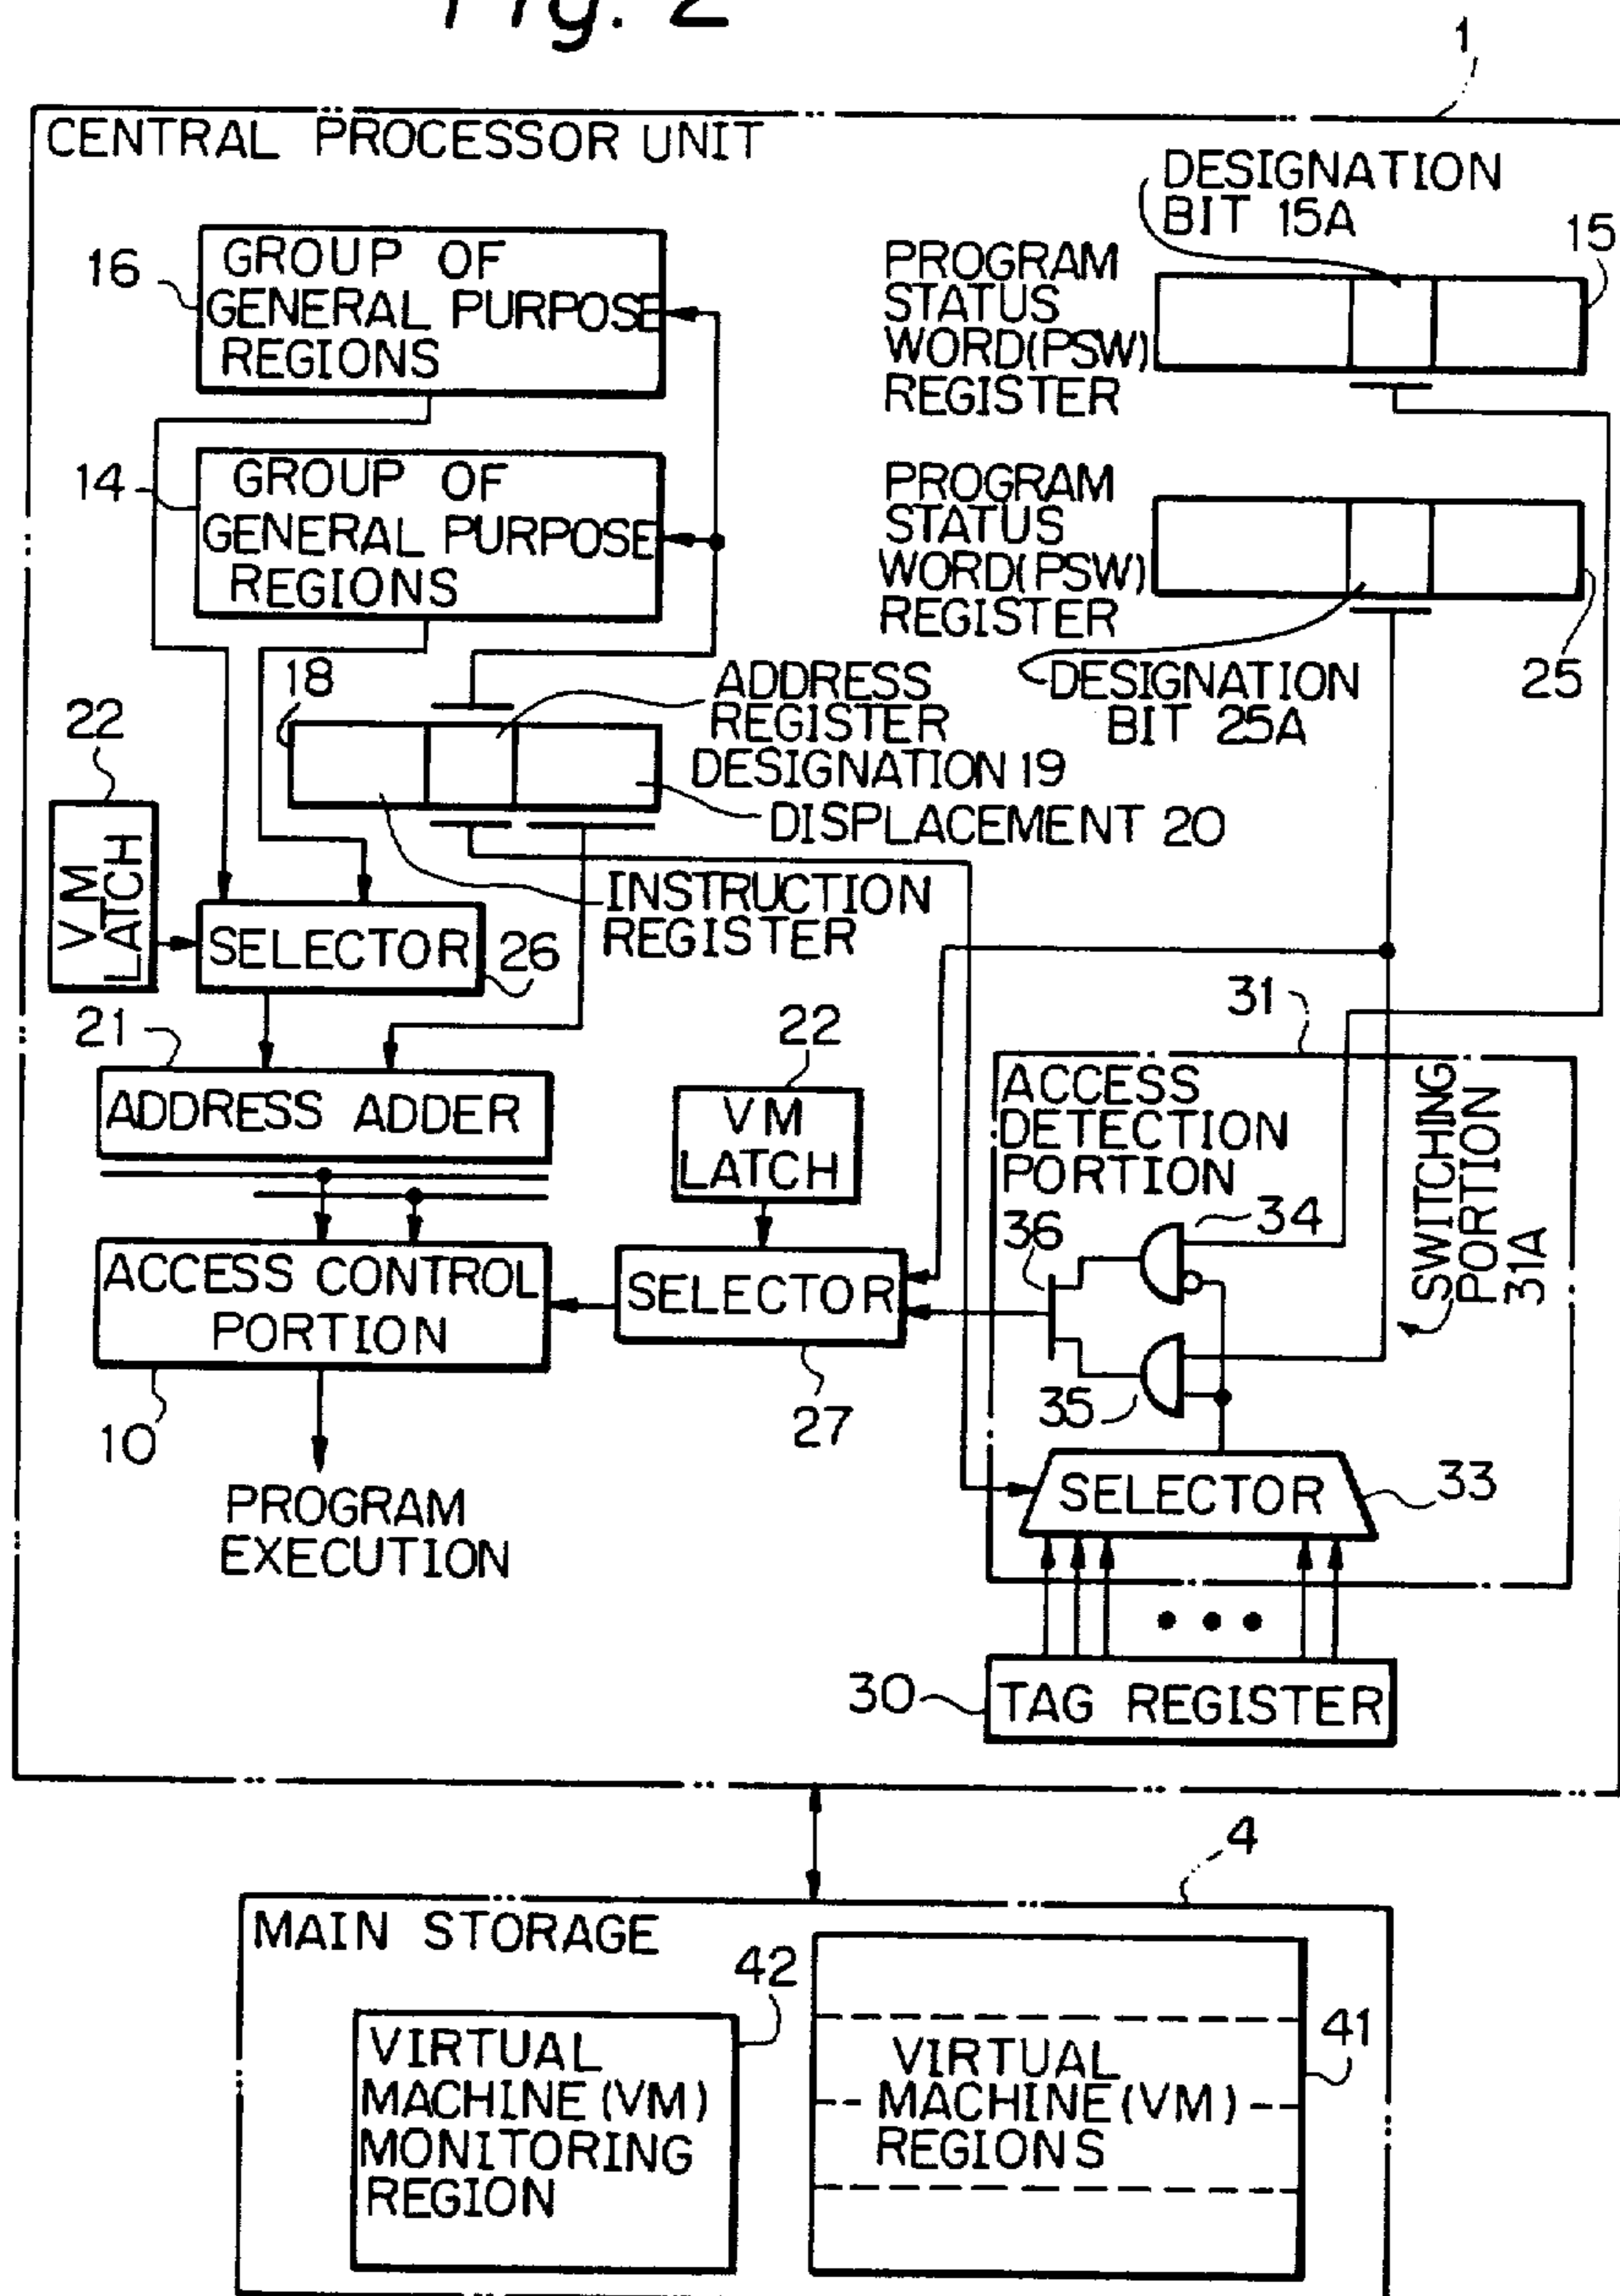 Fig. 2
1
CENTRAL PROCESSOR UNIT
DESIGNATION
BIT 15A
15
16
GROUP OF
GENERAL PURPOSE
REGIONS
PROGRAM
STATUS
WORD(PSW)
REGISTER
14
GROUP OF
GENERAL PURPOSE
REGIONS
PROGRAM
STATUS
WORD(PSW)
REGISTER
25
DESIGNATION
BIT 25A
18
ADDRESS
REGISTER
DESIGNATION 19
DISPLACEMENT 20
INSTRUCTION
REGISTER
22
VM
LATCH
SELECTOR
26
21
ADDRESS ADDER
22
VM
LATCH
31
ACCESS
DETECTION
PORTION
SWITCHING
PORTION
31A
34
36
35
ACCESS CONTROL
PORTION
10
SELECTOR
27
PROGRAM
EXECUTION
SELECTOR
33
30
TAG REGISTER
4
MAIN STORAGE
42
VIRTUAL
MACHINE (VM)
MONITORING
REGION
41
VIRTUAL
MACHINE (VM)
REGIONS